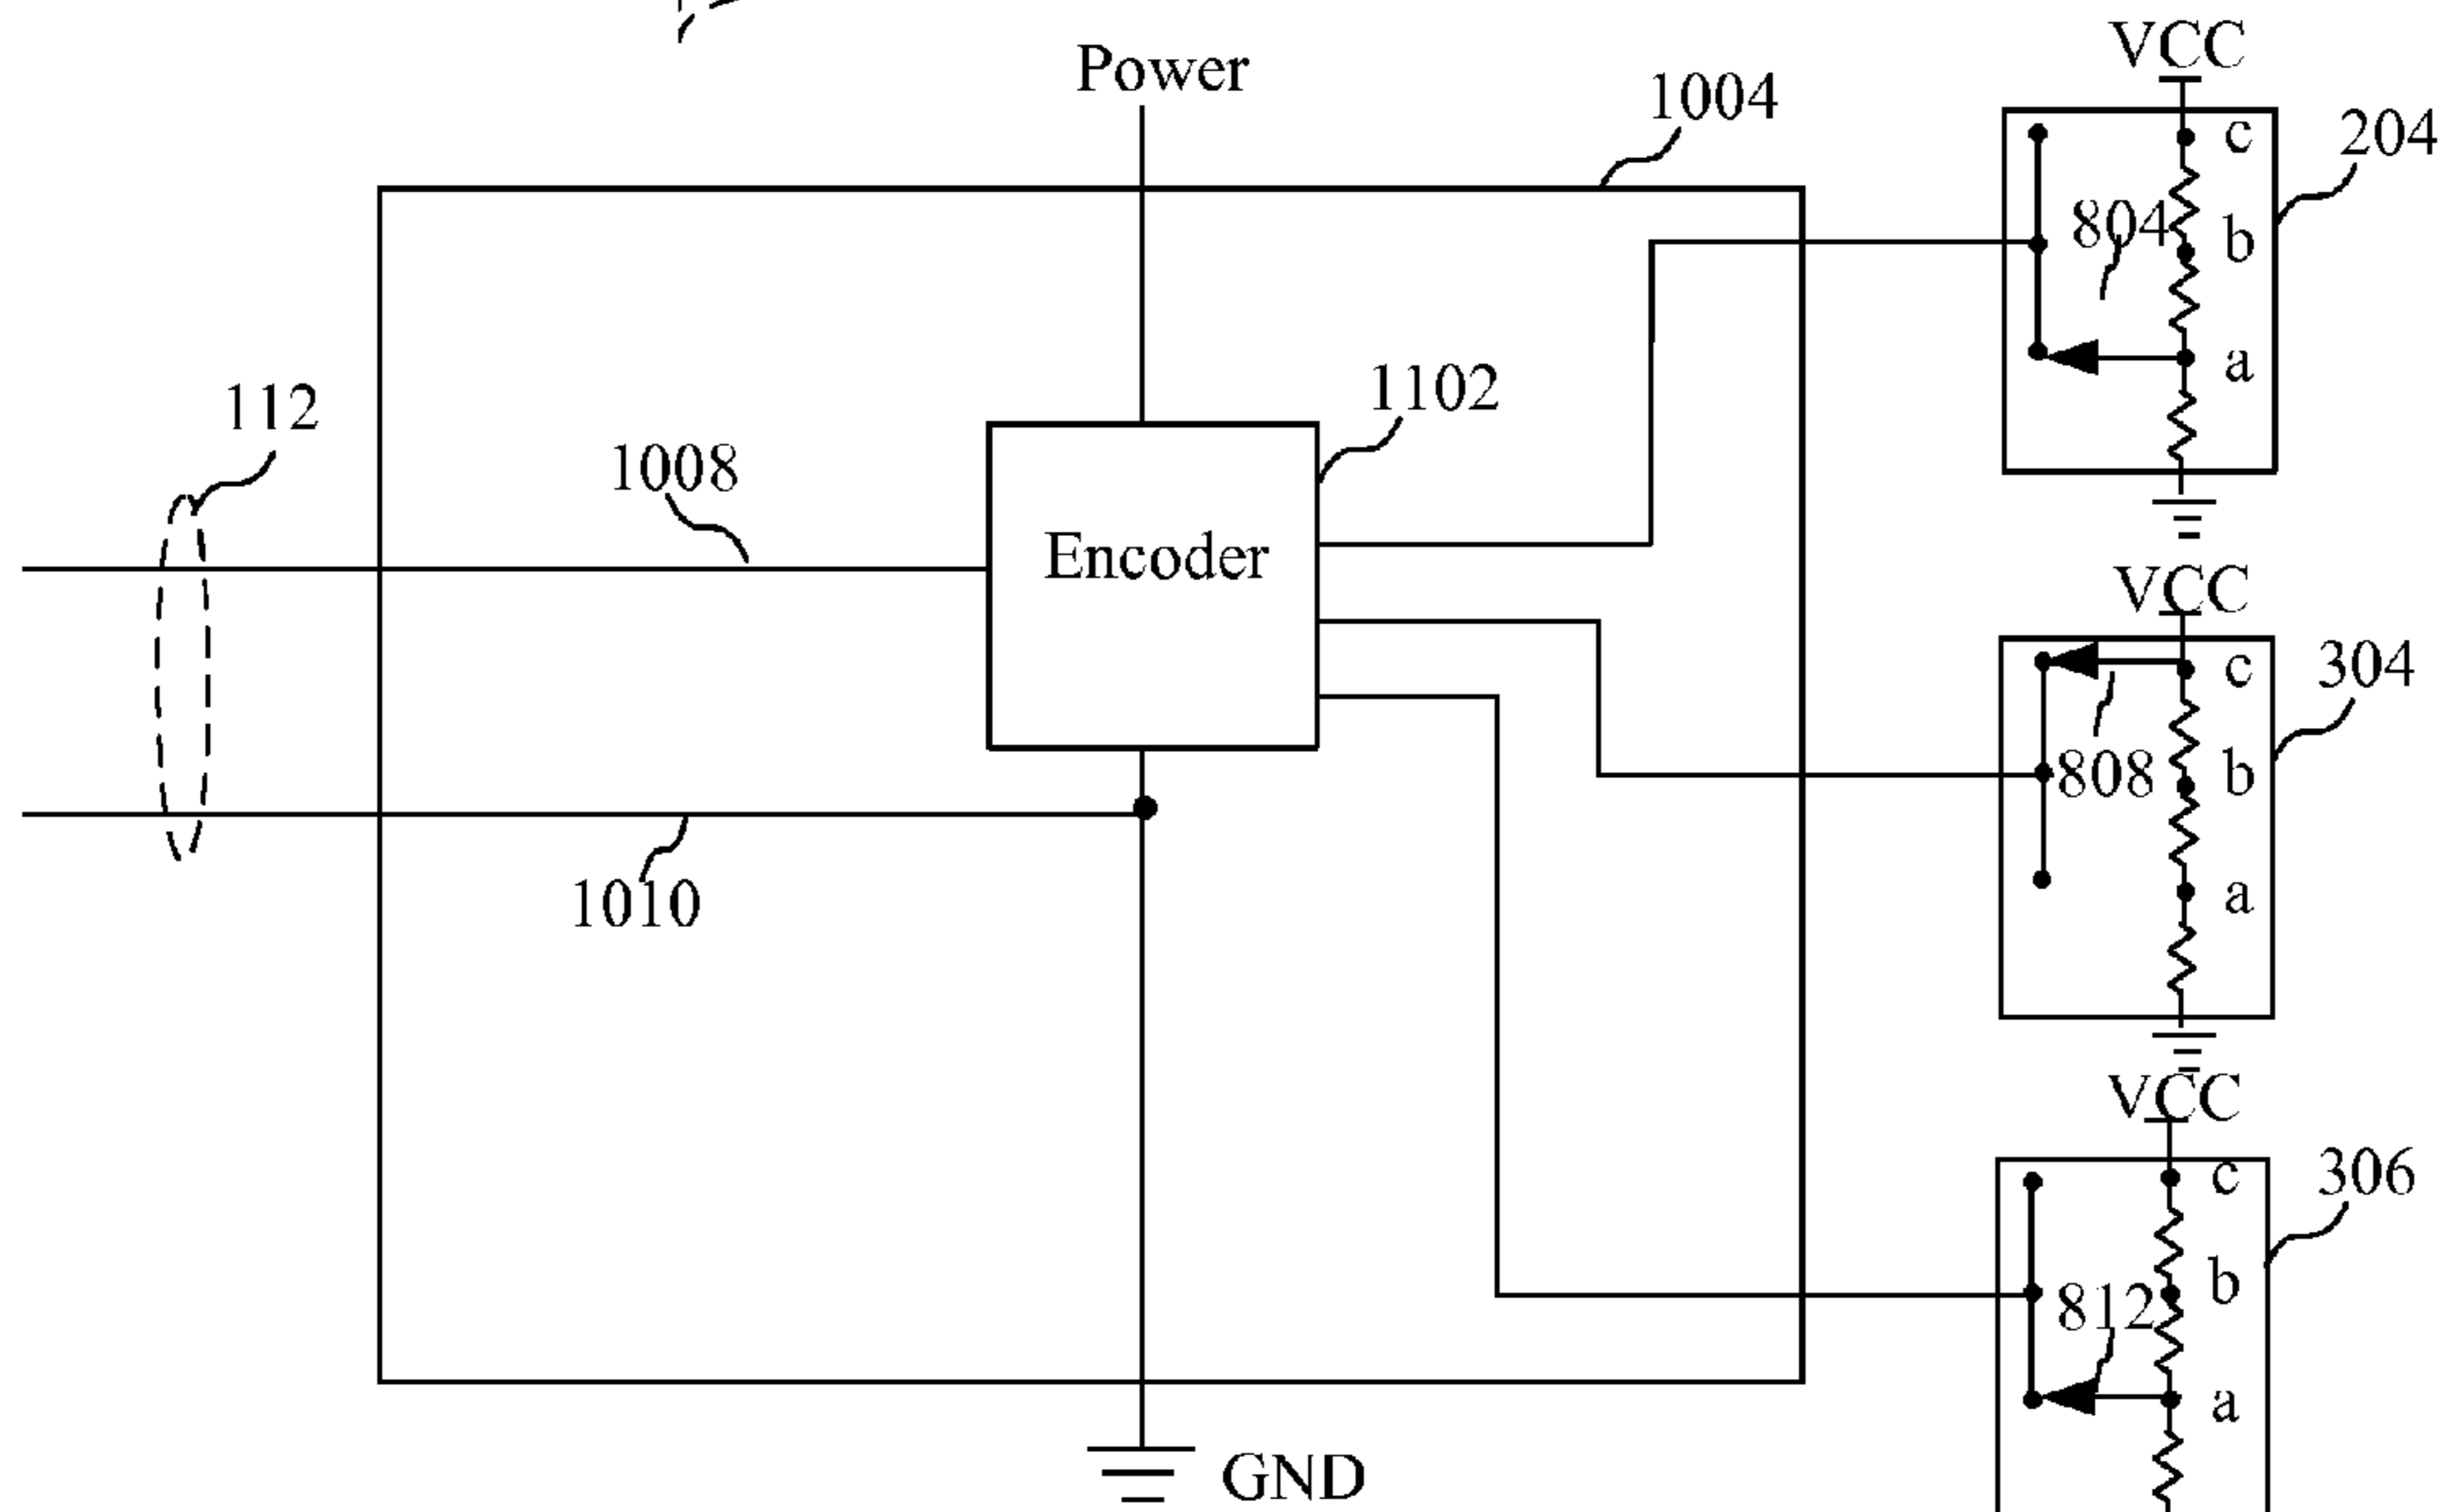 Power
1004
VCC
c
204
804
b
a
112
1008
1102
Encoder
VCC
c
304
808
b
a
1010
VCC
c
306
b
812
a
GND